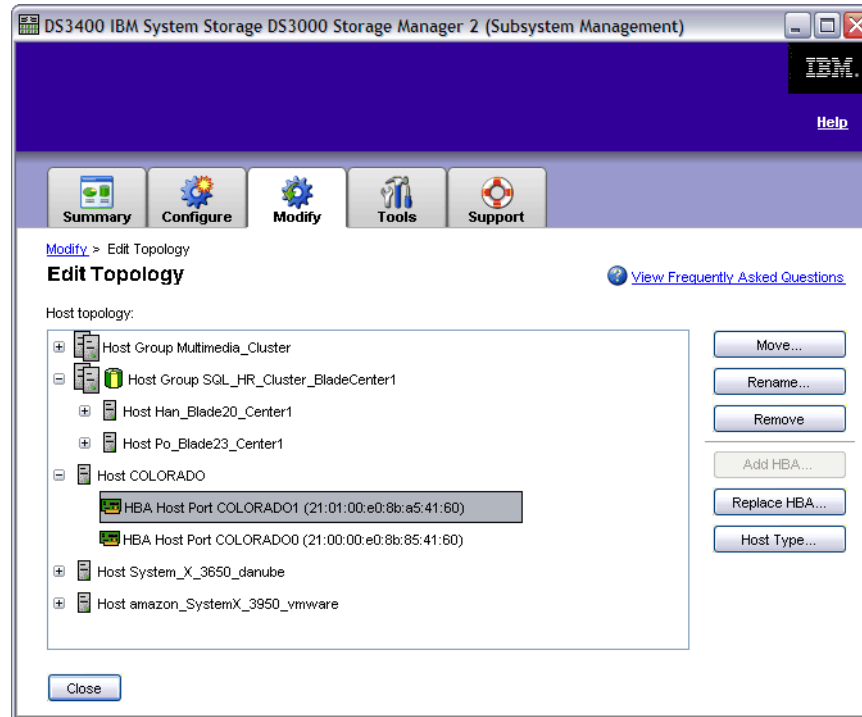 DS3400 IBM System Storage DS3000 Storage Manager 2 (Subsystem Management)
IBM.
Help
Summary
Configure
Modify
Tools
Support
Modify > Edit Topology
Edit Topology
View Frequently Asked Questions
Host topology:
Host Group Multimedia_Cluster
Host Group SQL_HR_Cluster_BladeCenter1
Host Han_Blade20_Center1
Host Po_Blade23_Center1
Host COLORADO
HBA Host Port COLORADO1 (21:01:00:e0:8b:a5:41:60)
HBA Host Port COLORADO0 (21:00:00:e0:8b:85:41:60)
Host System_X_3650_danube
Host amazon_SystemX_3950_vmware
Move...
Rename...
Remove
Add HBA...
Replace HBA...
Host Type...
Close